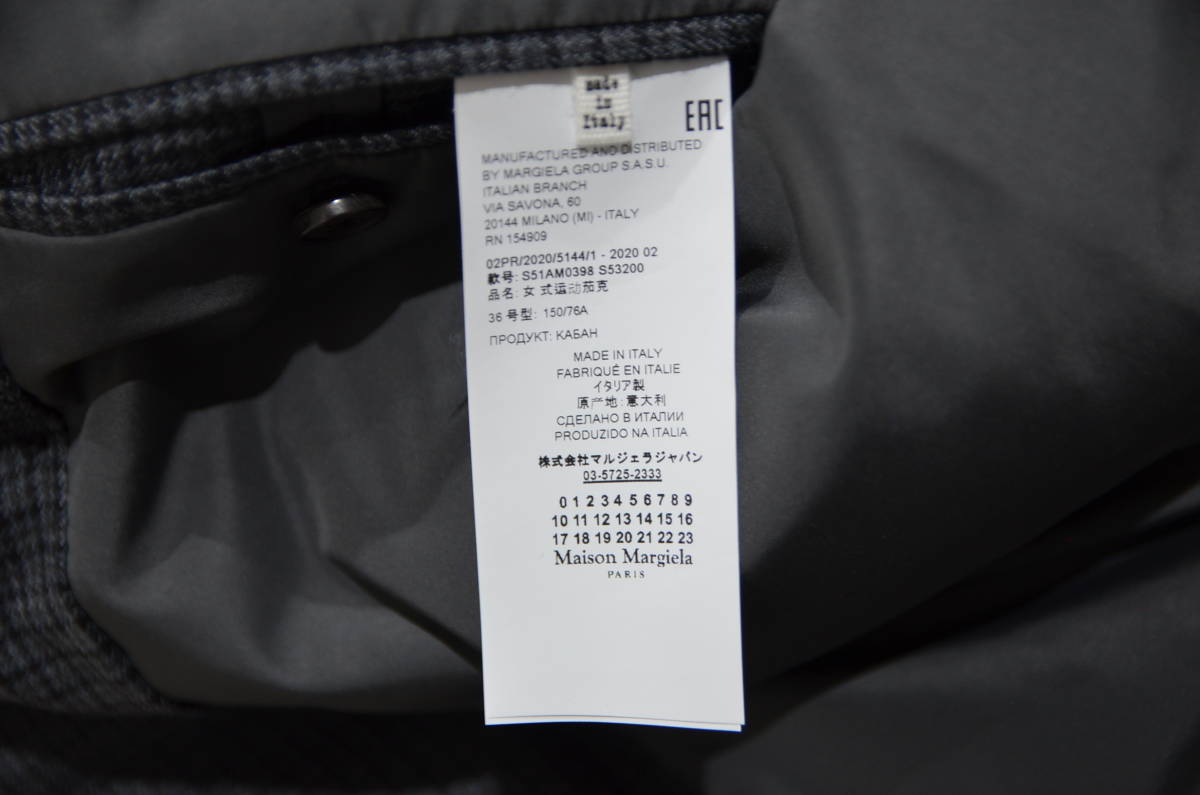 made
in
Italy
EAC
MANUFACTURED AND DISTRIBUTED
BY MARGIELA GROUP S.A.S.U.
ITALIAN BRANCH
VIA SAVONA, 60
20144 MILANO (MI) - ITALY
RN 154909
02PR/2020/5144/1 - 2020 02
款号: S51AM0398 S53200
品名: 女 式运动茄克
36 号型: 150/76A
ПРОДУКТ: КАБАН
MADE IN ITALY
FABRIQUÉ EN ITALIE
イタリア製
原产地: 意大利
СДЕЛАНО В ИТАЛИИ
PRODUZIDO NA ITALIA
株式会社マルジェラジャパン
03-5725-2333
0 1 2 3 4 5 6 7 8 9
10 11 12 13 14 15 16
17 18 19 20 21 22 23
Maison Margiela
PARIS